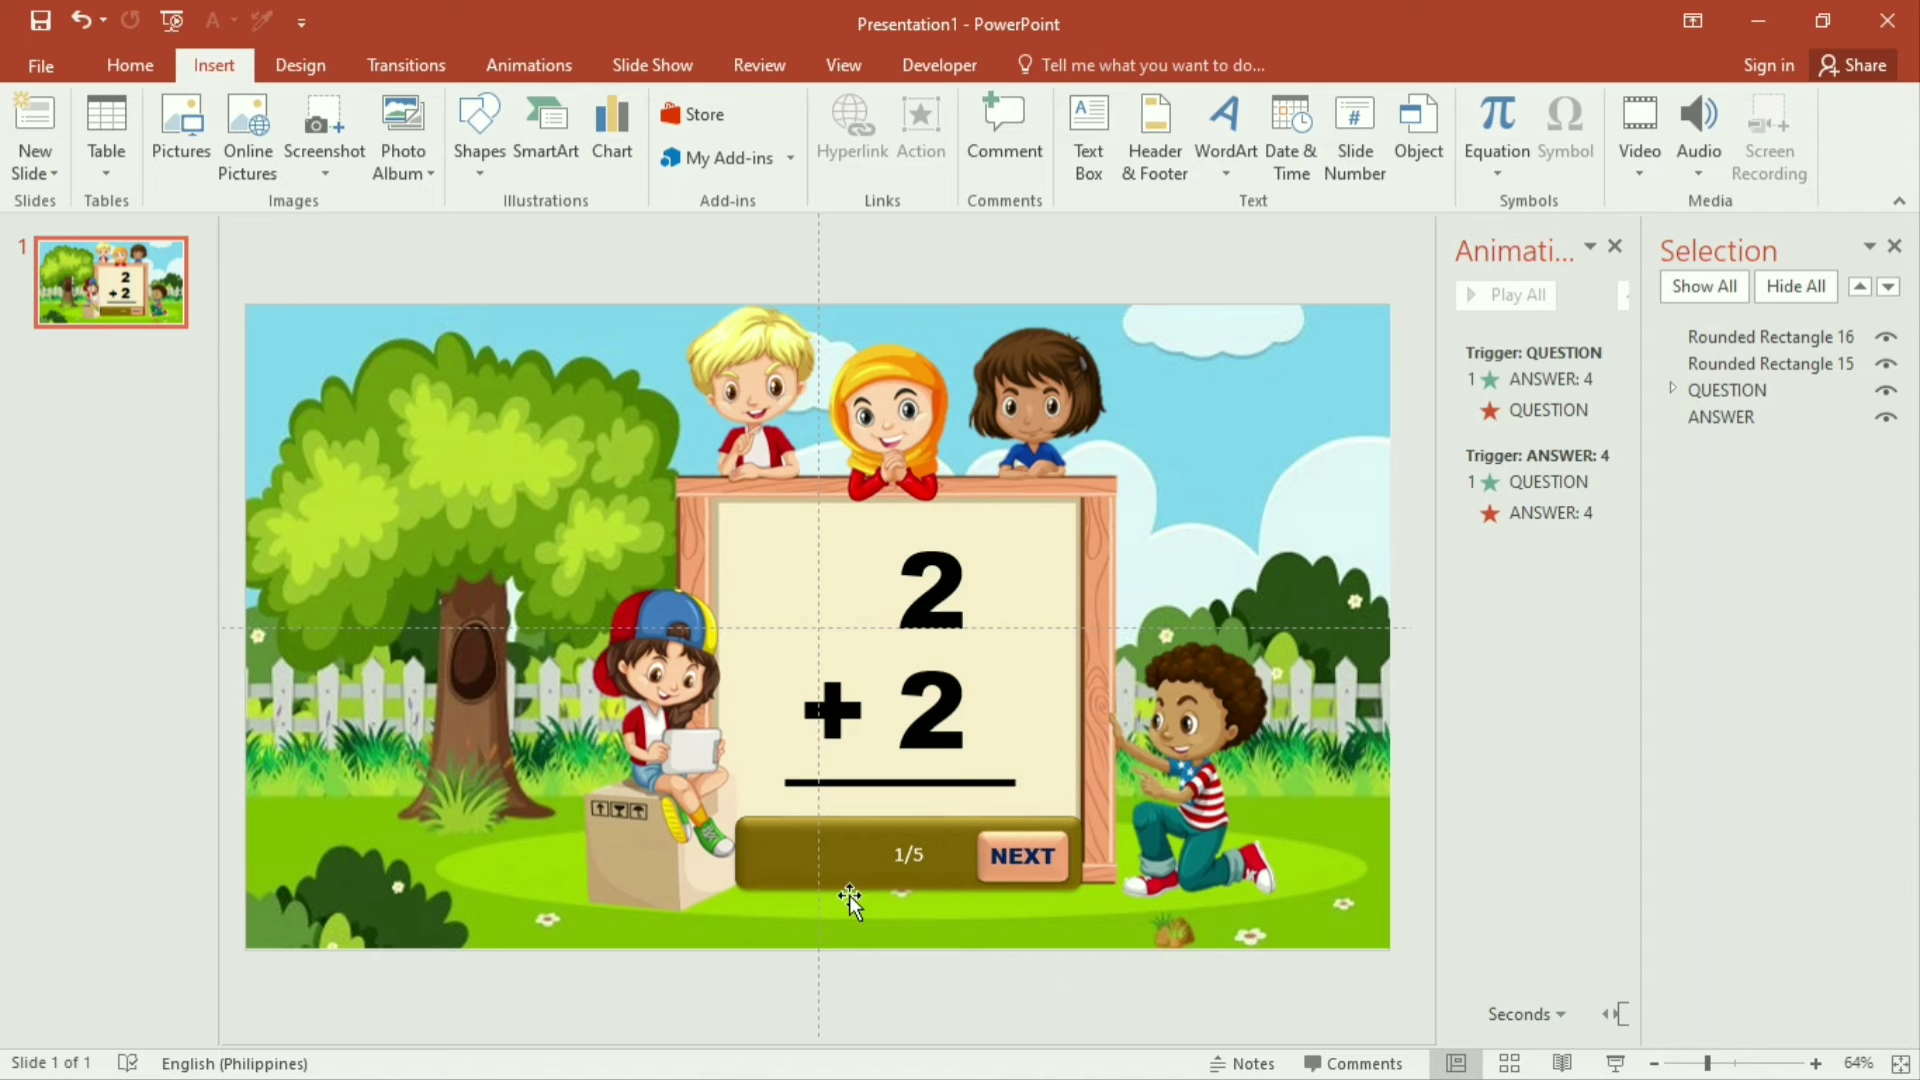 Presentation1 - PowerPoint
File Home Insert Design Transitions Animations Slide Show Review View Developer Tell me what you want to do... Sign in Share
New Slide
Table
Pictures
Online Pictures
Screenshot
Photo Album
Shapes
SmartArt
Chart
Store
My Add-ins
Hyperlink
Action
Comment
Text Box
Header & Footer
WordArt
Date & Time
Slide Number
Object
Equation
Symbol
Video
Audio
Screen Recording
Slides Tables Images Illustrations Add-ins Links Comments Text Symbols Media
1
2
+ 2
2
+ 2
1/5 NEXT
Animati...
Play All
Trigger: QUESTION
1 ANSWER: 4
QUESTION
Trigger: ANSWER: 4
1 QUESTION
ANSWER: 4
Seconds
Selection
Show All Hide All
Rounded Rectangle 16
Rounded Rectangle 15
QUESTION
ANSWER
Slide 1 of 1 English (Philippines) Notes Comments 64%